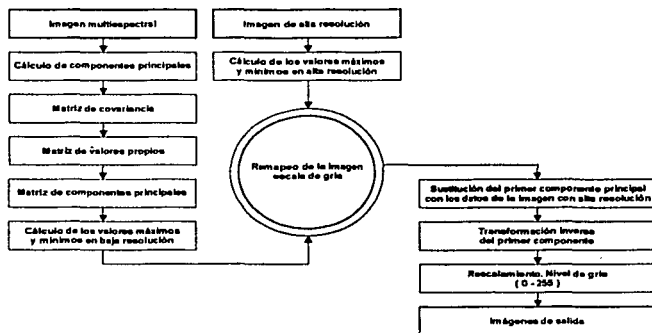 Imagen multiespectral
Cálculo de componentes principales
Matriz de covariancia
Matriz de valores propios
Matriz de componentes principales
Cálculo de los valores máximos
y mínimos en baja resolución
Imagen de alta resolución
Cálculo de los valores máximos
y mínimos en alta resolución
Remapeo de la imagen
escala de gris
Sustitución del primer componente principal
con los datos de la imagen con alta resolución
Transformación inversa
del primer componente
Rescalamiento. Nivel de gris
( 0 - 255 )
Imágenes de salida